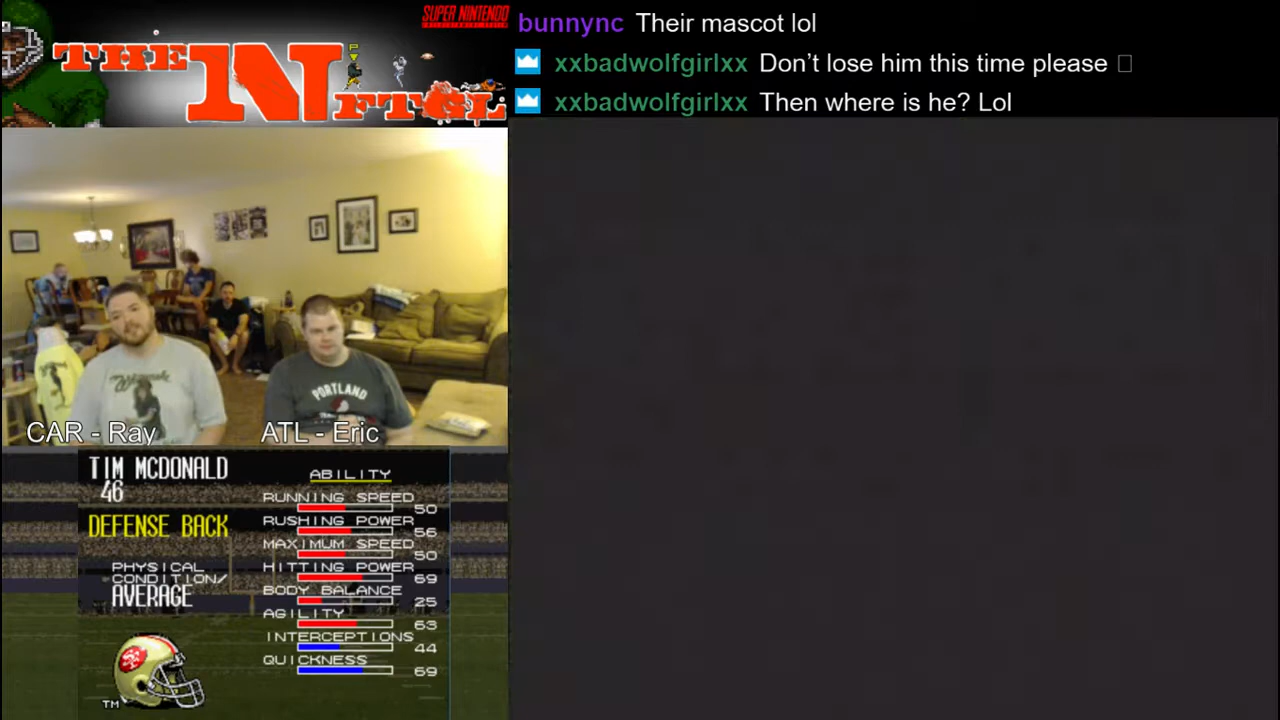 SUPER NINTENDO
THE NFTSL
bunnync Their mascot lol
xxbadwolfgirlxx Don’t lose him this time please
xxbadwolfgirlxx Then where is he? Lol
PORTLAND
CAR - Ray
ATL - Eric
TIM MCDONALD
46
DEFENSE BACK
PHYSICAL
CONDITION/
AVERAGE
TM
ABILITY
RUNNING SPEED
50
RUSHING POWER
56
MAXIMUM SPEED
50
HITTING POWER
69
BODY BALANCE
25
AGILITY
63
INTERCEPTIONS
44
QUICKNESS
69